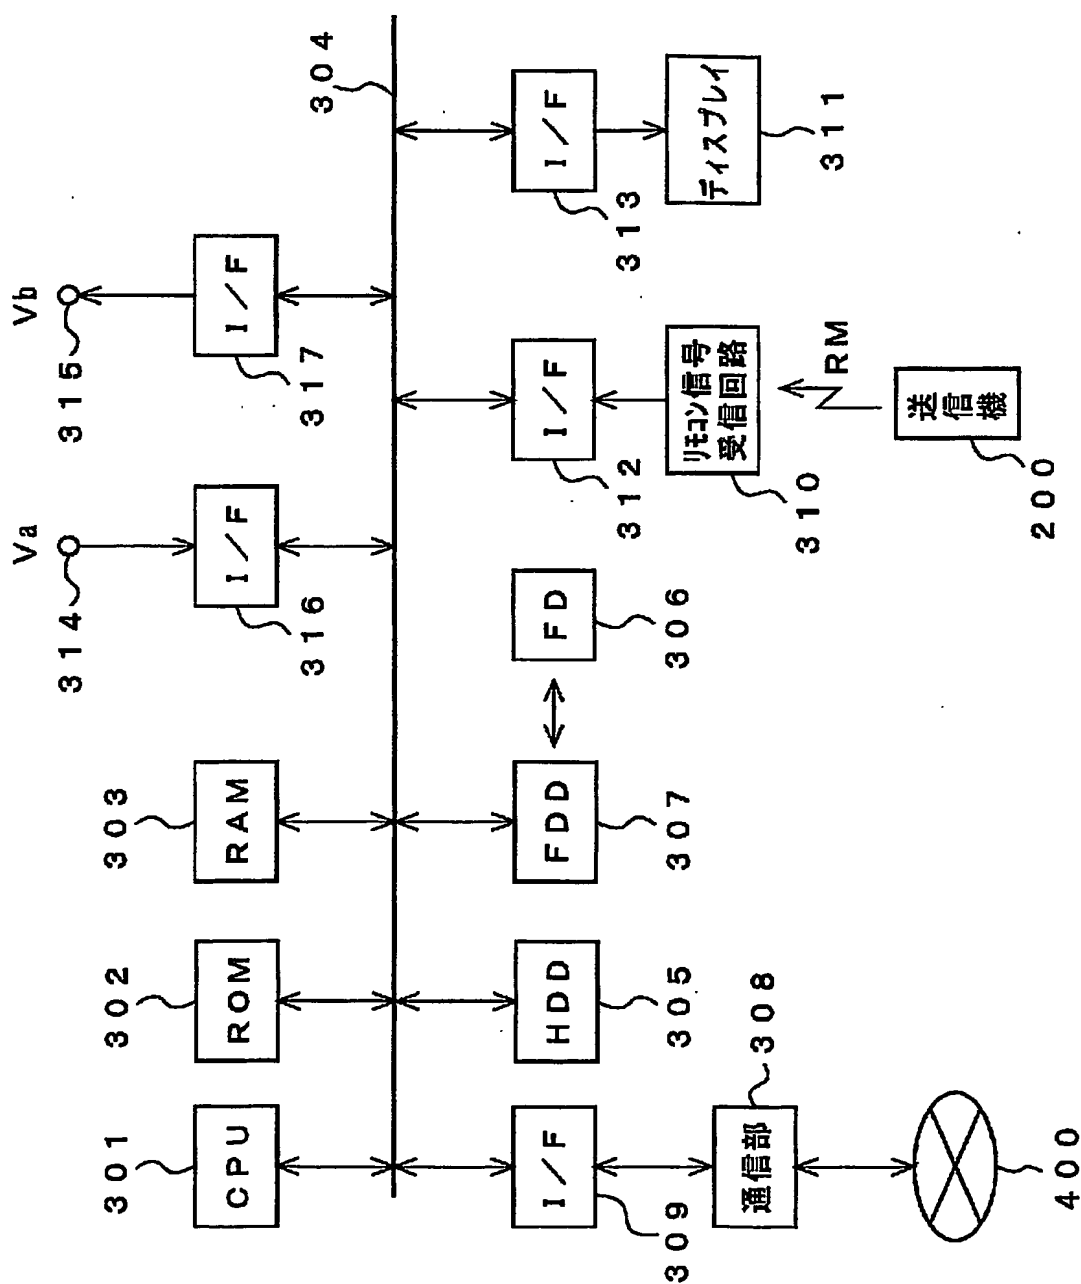 301
CPU
302
ROM
303
RAM
314
Va
I/F
316
315
Vb
I/F
317
304
309
I/F
通信部
308
400
HDD
305
FDD
307
FD
306
312
I/F
リモコン信号
受信回路
310
RM
送信機
200
313
I/F
ディスプレイ
311